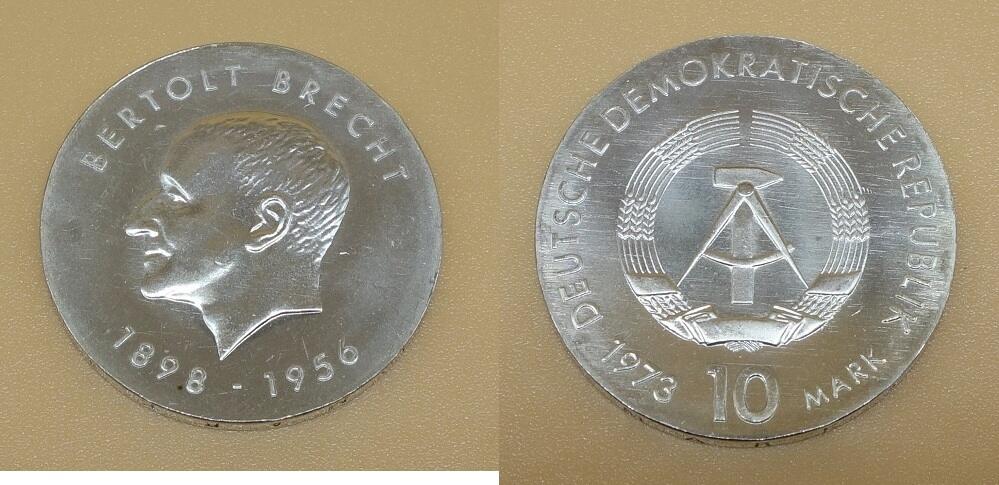 BERTOLT BRECHT
1898 - 1956
DEUTSCHE DEMOKRATISCHE REPUBLIK
1973 10 MARK